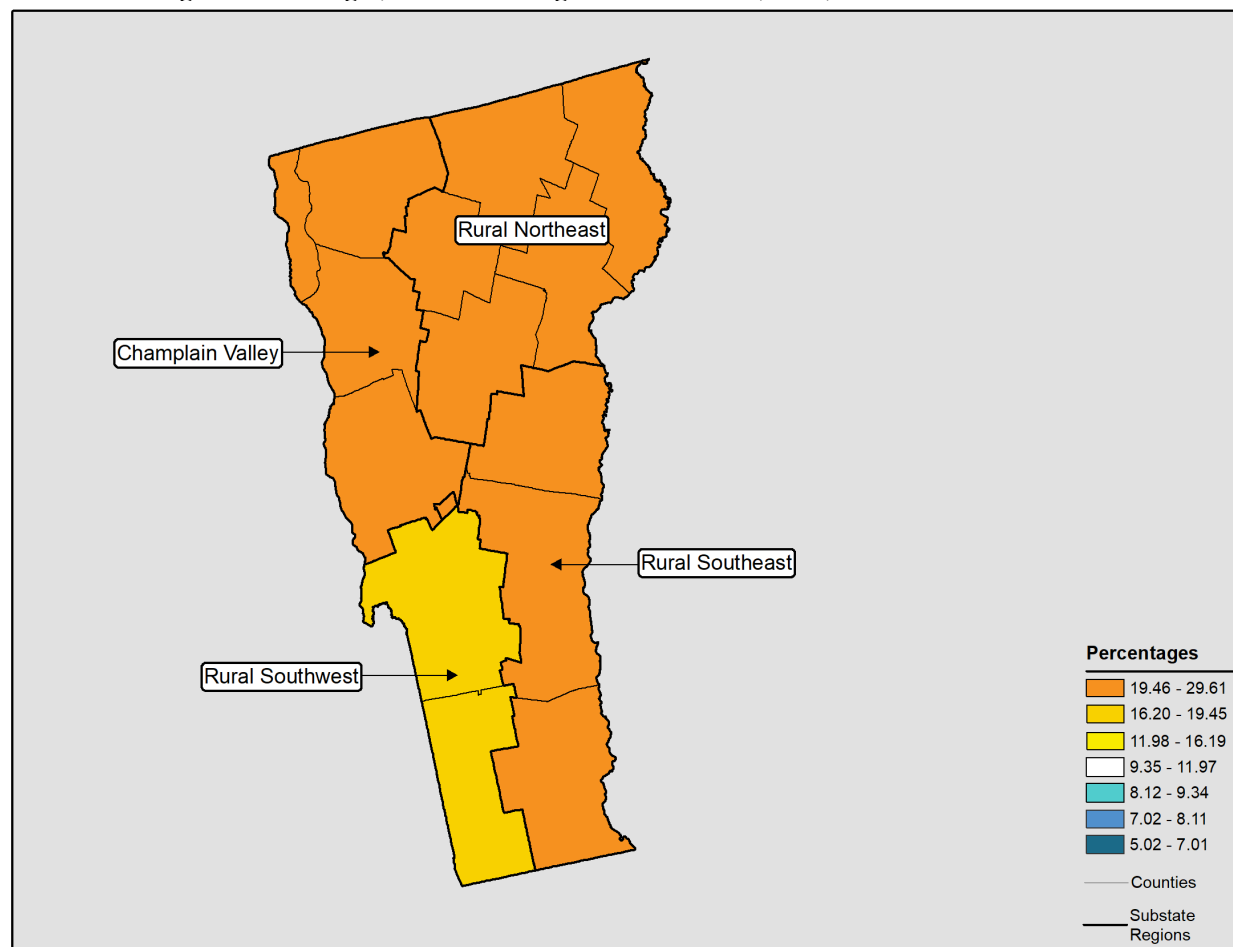 Rural Northeast
Champlain Valley
Rural Southeast
Rural Southwest
Percentages
19.46 - 29.61
16.20 - 19.45
11.98 - 16.19
9.35 - 11.97
8.12 - 9.34
7.02 - 8.11
5.02 - 7.01
Counties
Substate
Regions